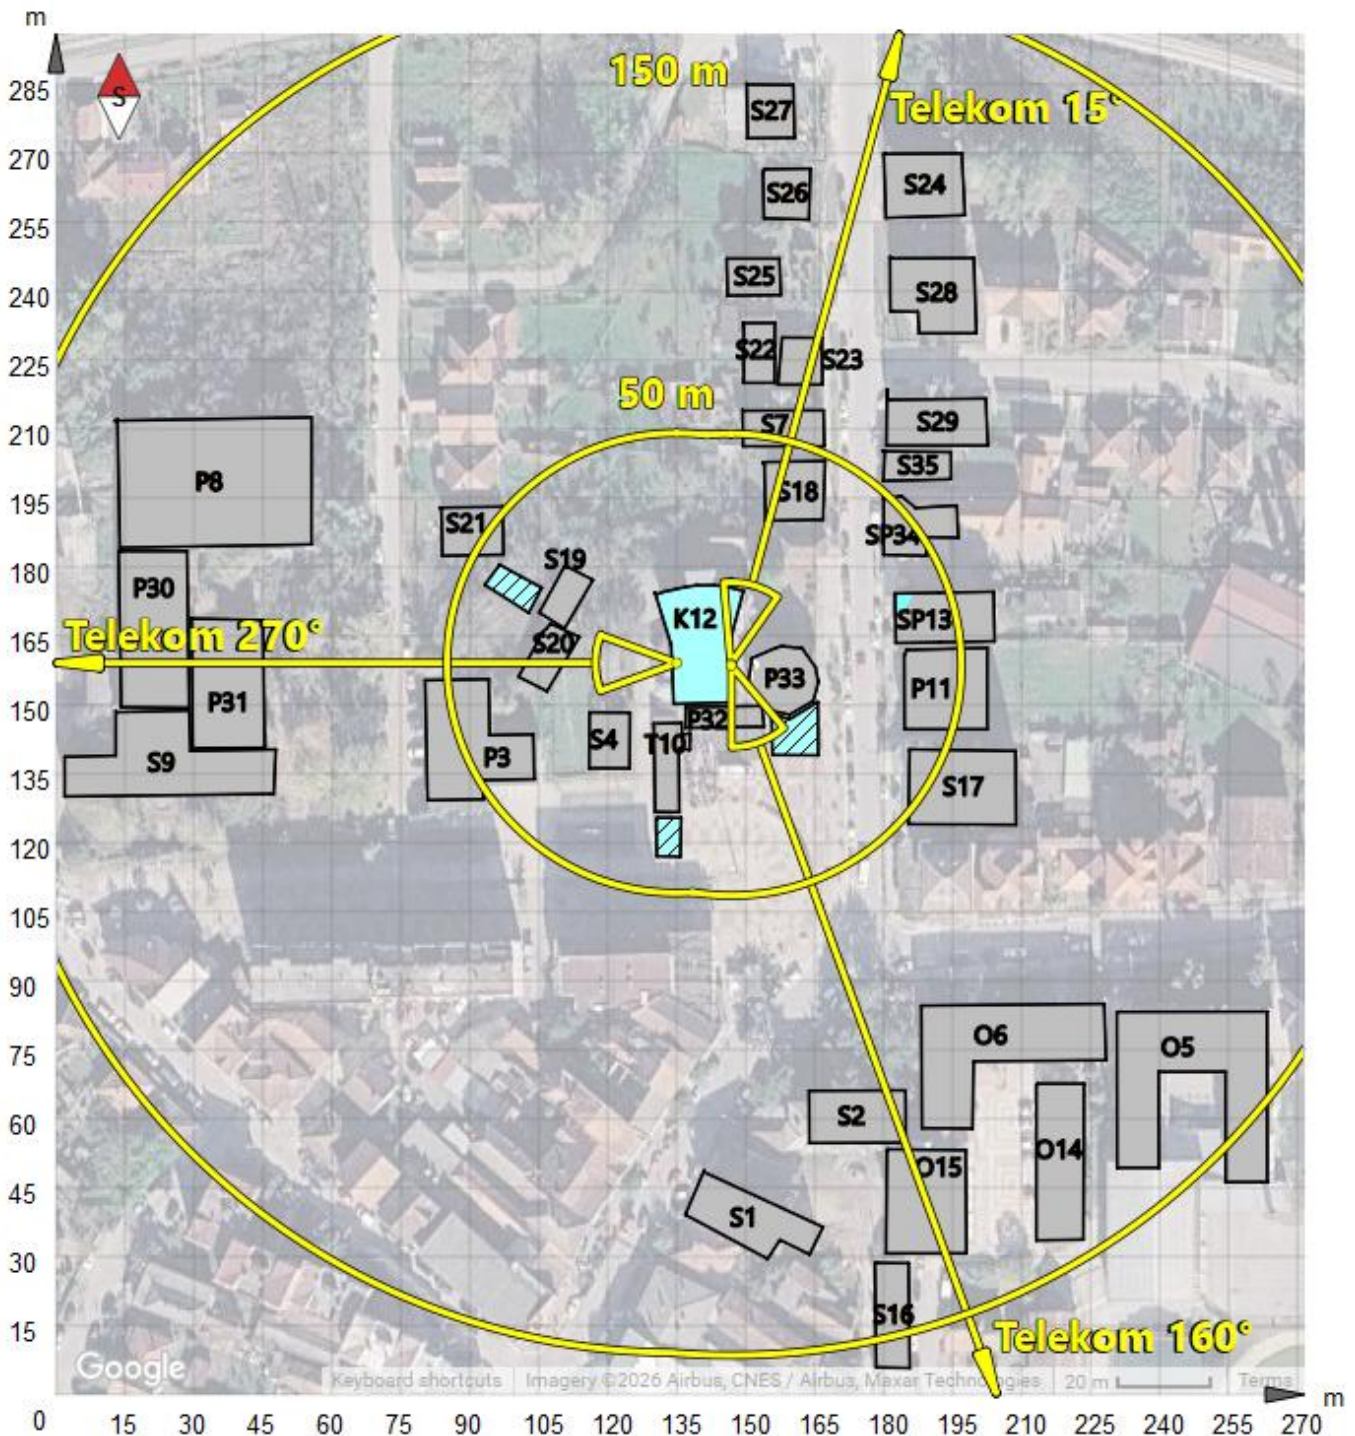 m
S
150 m
S27
Telekom 15°
285
270
S26
S24
255
S25
S28
240
S22
S23
225
50 m
S7
S29
210
P8
S35
S18
195
S21
SP34
S19
180
P30
K12
SP13
165
Telekom 270°
S20
P33
P31
P11
150
P32
S4
T10
S9
P3
S17
135
120
105
90
O6
O5
75
S2
60
O14
O15
45
S1
30
S16
15
Telekom 160°
Google
Keyboard shortcuts
Imagery ©2026 Airbus, CNES / Airbus, Maxar Technologies
20 m
Terms
m
0 15 30 45 60 75 90 105 120 135 150 165 180 195 210 225 240 255 270